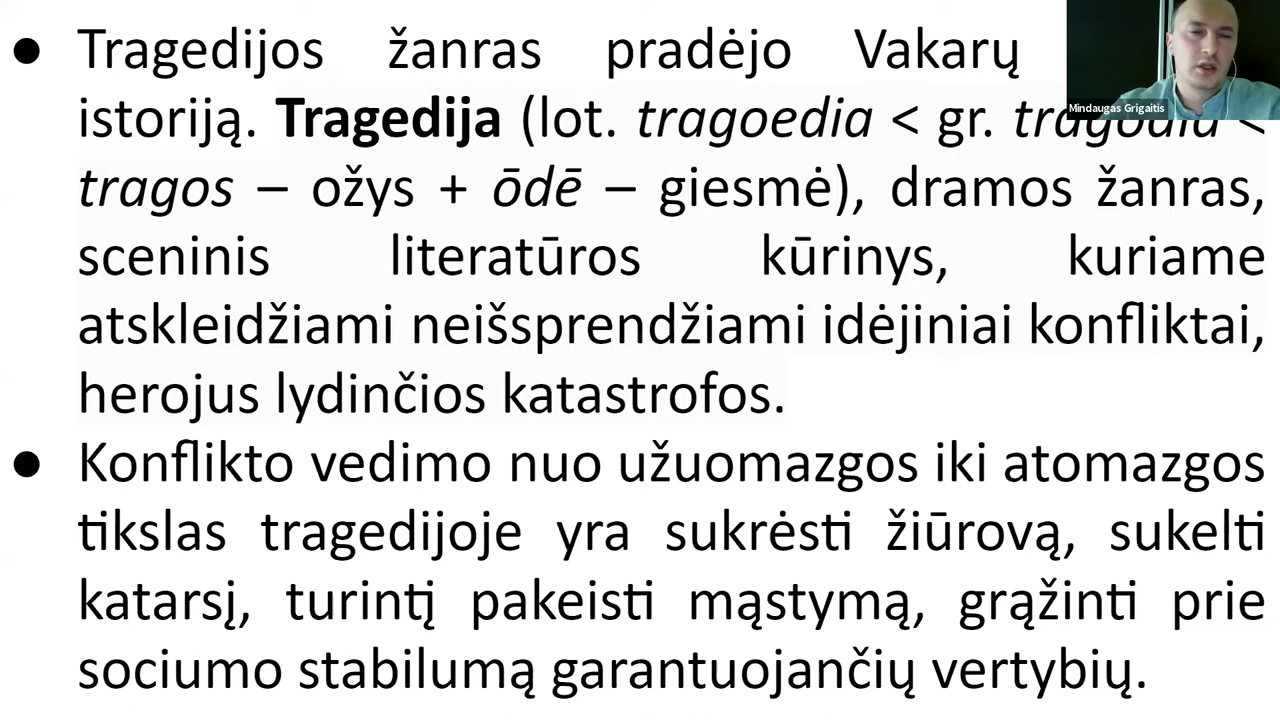 ● Tragedijos žanras pradėjo Vakarų
istoriją. Tragedija (lot. tragoedia < gr. tragōdia <
tragos – ožys + ōdē – giesmė), dramos žanras,
sceninis literatūros kūrinys, kuriame
atskleidžiami neišsprendžiami idėjiniai konfliktai,
herojus lydinčios katastrofos.
● Konflikto vedimo nuo užuomazgos iki atomazgos
tikslas tragedijoje yra sukrėsti žiūrovą, sukelti
katarsį, turintį pakeisti mąstymą, grąžinti prie
sociumo stabilumą garantuojančių vertybių.
Mindaugas Grigaitis